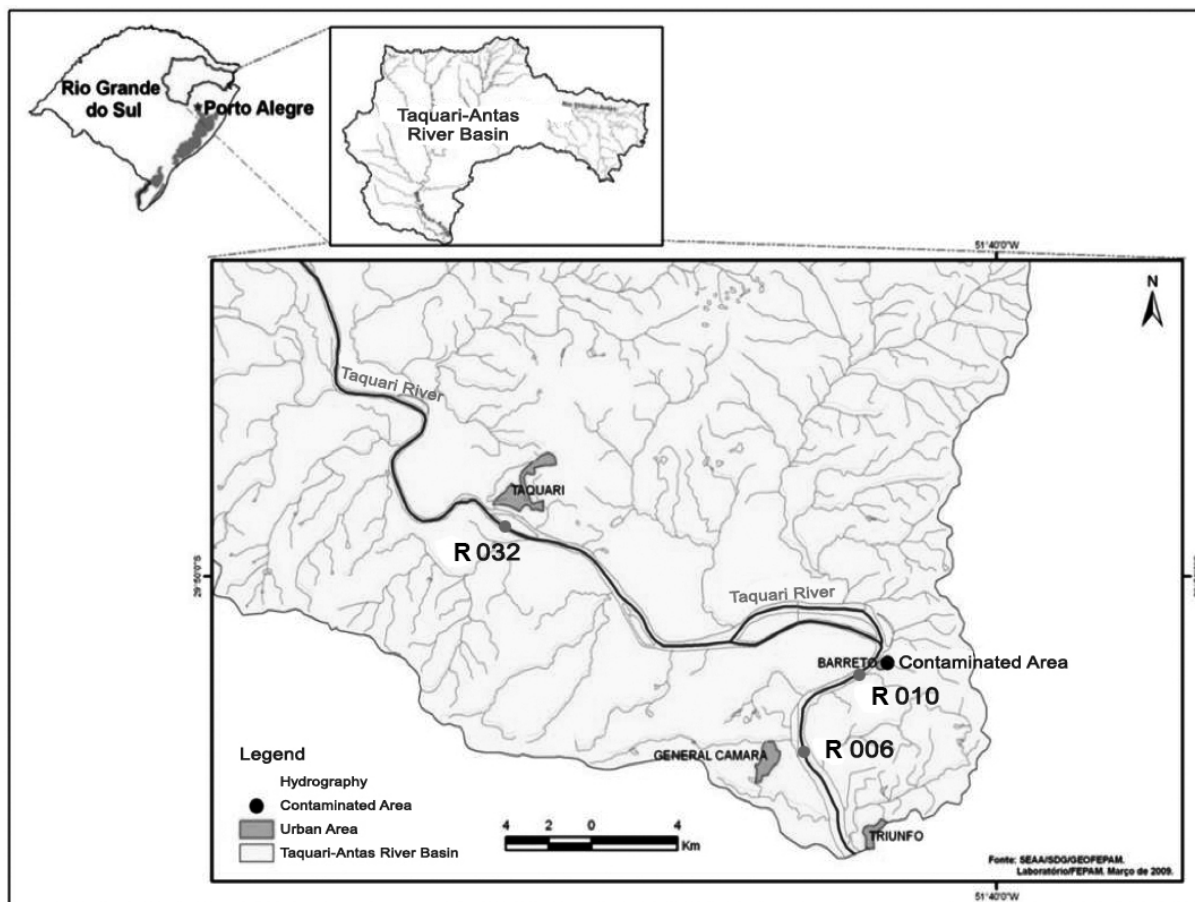 Rio Grande
do Sul
Porto Alegre
Taquari-Antas
River Basin
51°40'0"W
N
Taquari River
TAQUARI
R 032
29°50'0"S
Taquari River
BARRETO
Contaminated Area
R 010
R 006
GENERAL CAMARA
TRIUNFO
Legend
Hydrography
Contaminated Area
Urban Area
Taquari-Antas River Basin
4 2 0 4
Km
Fonte: SEAA/SDG/GEOFEPAM.
Laboratório/FEPAM. Março de 2009.
51°40'0"W